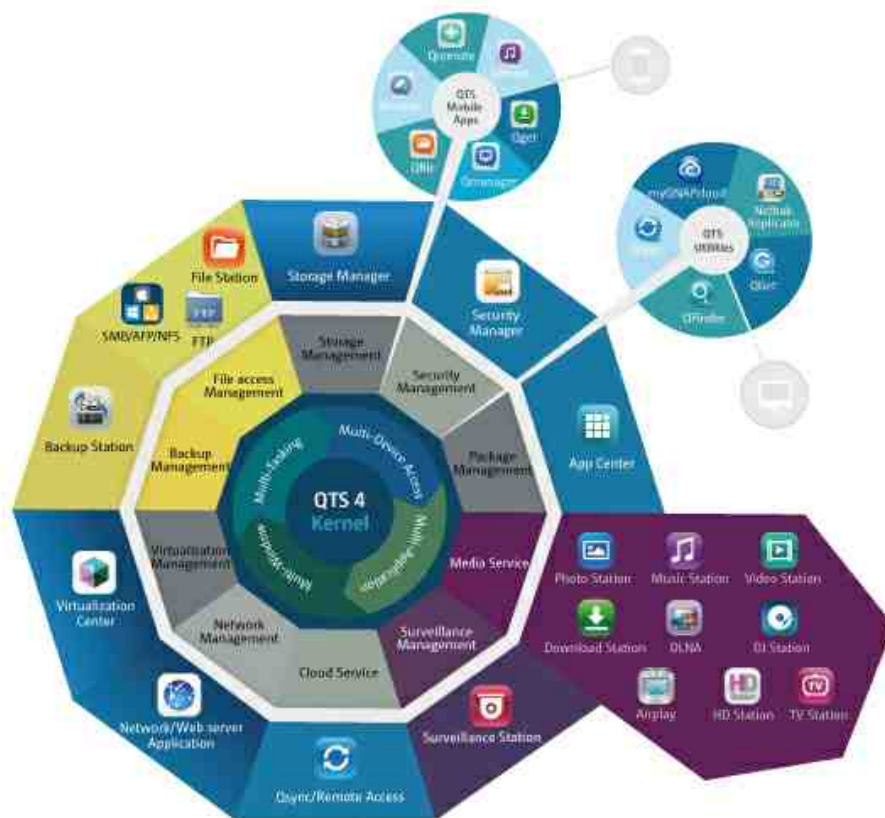 QTS
Mobile
Apps
Qget
Qmanager
Qfile
myQNAPcloud
NetBak
Replicator
QTS
Utilities
Qfinder
File Station
Storage Manager
Security
Manager
SMB/AFP/NFS
FTP
Backup Station
App Center
Storage
Management
Security
Management
File access
Management
Backup
Management
Package
Management
Multi-Tasking
Multi-Device Access
Multi-Application
Multi-Window
QTS 4
Kernel
Virtualization
Management
Media Service
Network
Management
Surveillance
Management
Cloud Service
Virtualization
Center
Network/Web server
Application
Qsync/Remote Access
Surveillance Station
Photo Station
Music Station
Video Station
Download Station
DLNA
DJ Station
Airplay
HD Station
TV Station
HD
TV